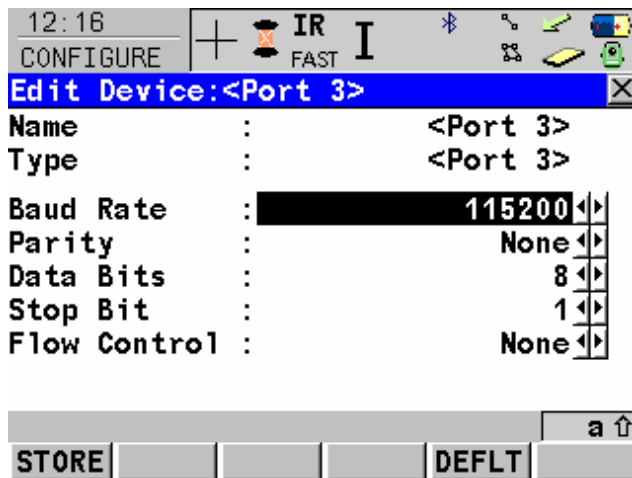 12:16
CONFIGURE
IR
FAST
I
Edit Device:<Port 3>
Name : <Port 3>
Type : <Port 3>
Baud Rate : 115200
Parity : None
Data Bits : 8
Stop Bit : 1
Flow Control : None
a
STORE DEFLT